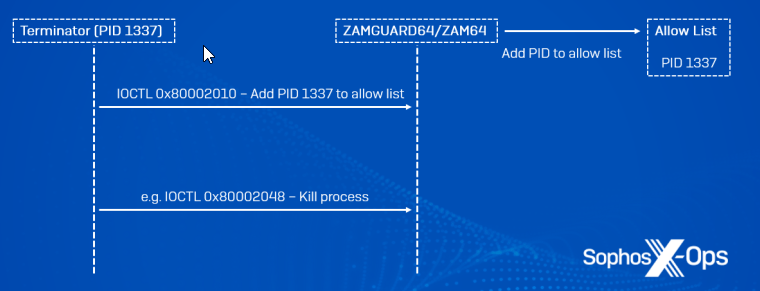 Terminator (PID 1337)
ZAMGUARD64/ZAM64
Allow List
Add PID to allow list
PID 1337
IOCTL 0x80002010 – Add PID 1337 to allow list
e.g. IOCTL 0x80002048 – Kill process
Sophos X-Ops